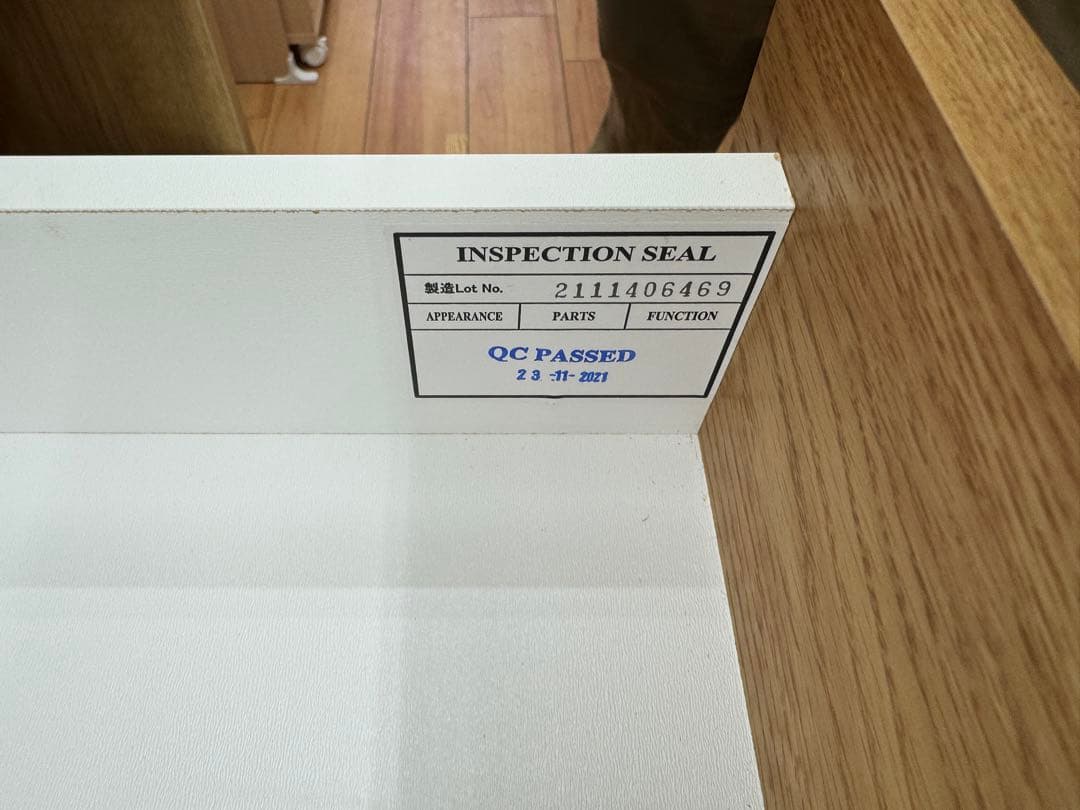 INSPECTION SEAL
製造Lot No. 2111406469
APPEARANCE PARTS FUNCTION
QC PASSED
23 -11- 2021